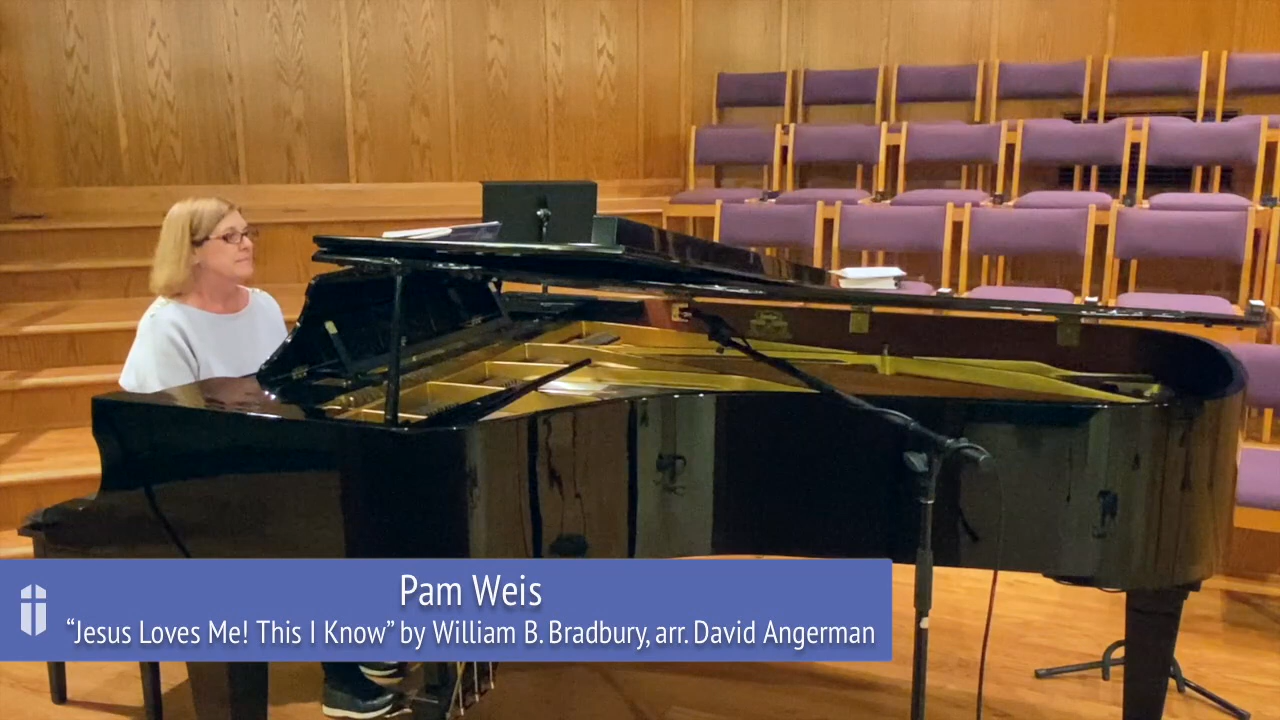 Pam Weis
“Jesus Loves Me! This I Know” by William B. Bradbury, arr. David Angerman